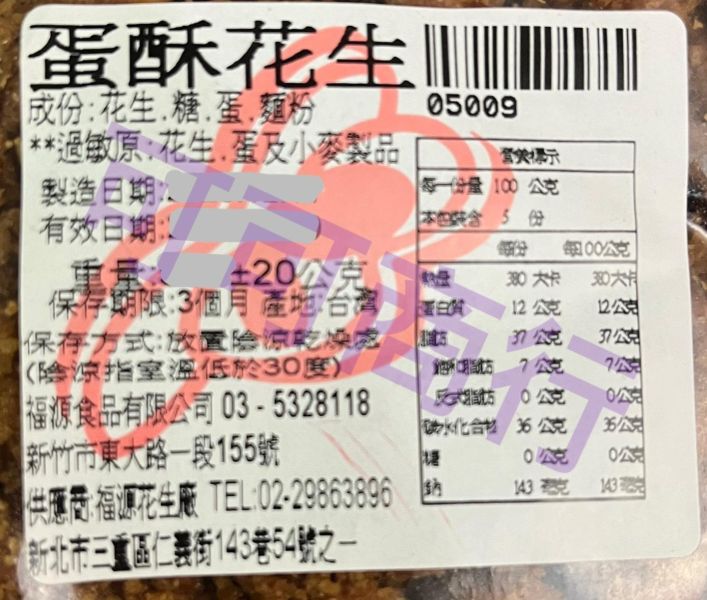 蛋酥花生
05009
成份:花生.糖.蛋.麵粉
**過敏原.花生.蛋及小麥製品
製造日期:
有效日期:
重量: ±20公克
保存期限:3個月 產地:台灣
保存方式:放置陰涼乾燥處
(陰涼指室溫低於30度)
福源食品有限公司 03-5328118
新竹市東大路一段155號
供應商:福源花生廠 TEL:02-29863896
新北市三重區仁義街143巷54號之一
營養標示
每一份量 100 公克
本包裝含 5 份
每份 每100公克
熱量 380 大卡 380大卡
蛋白質 12 公克 12公克
脂肪 37 公克 37公克
飽和脂肪 7 公克 7公克
反式脂肪 0 公克 0公克
碳水化合物 36 公克 36公克
糖 0 公克 0公克
鈉 143 毫克 143毫克
商行